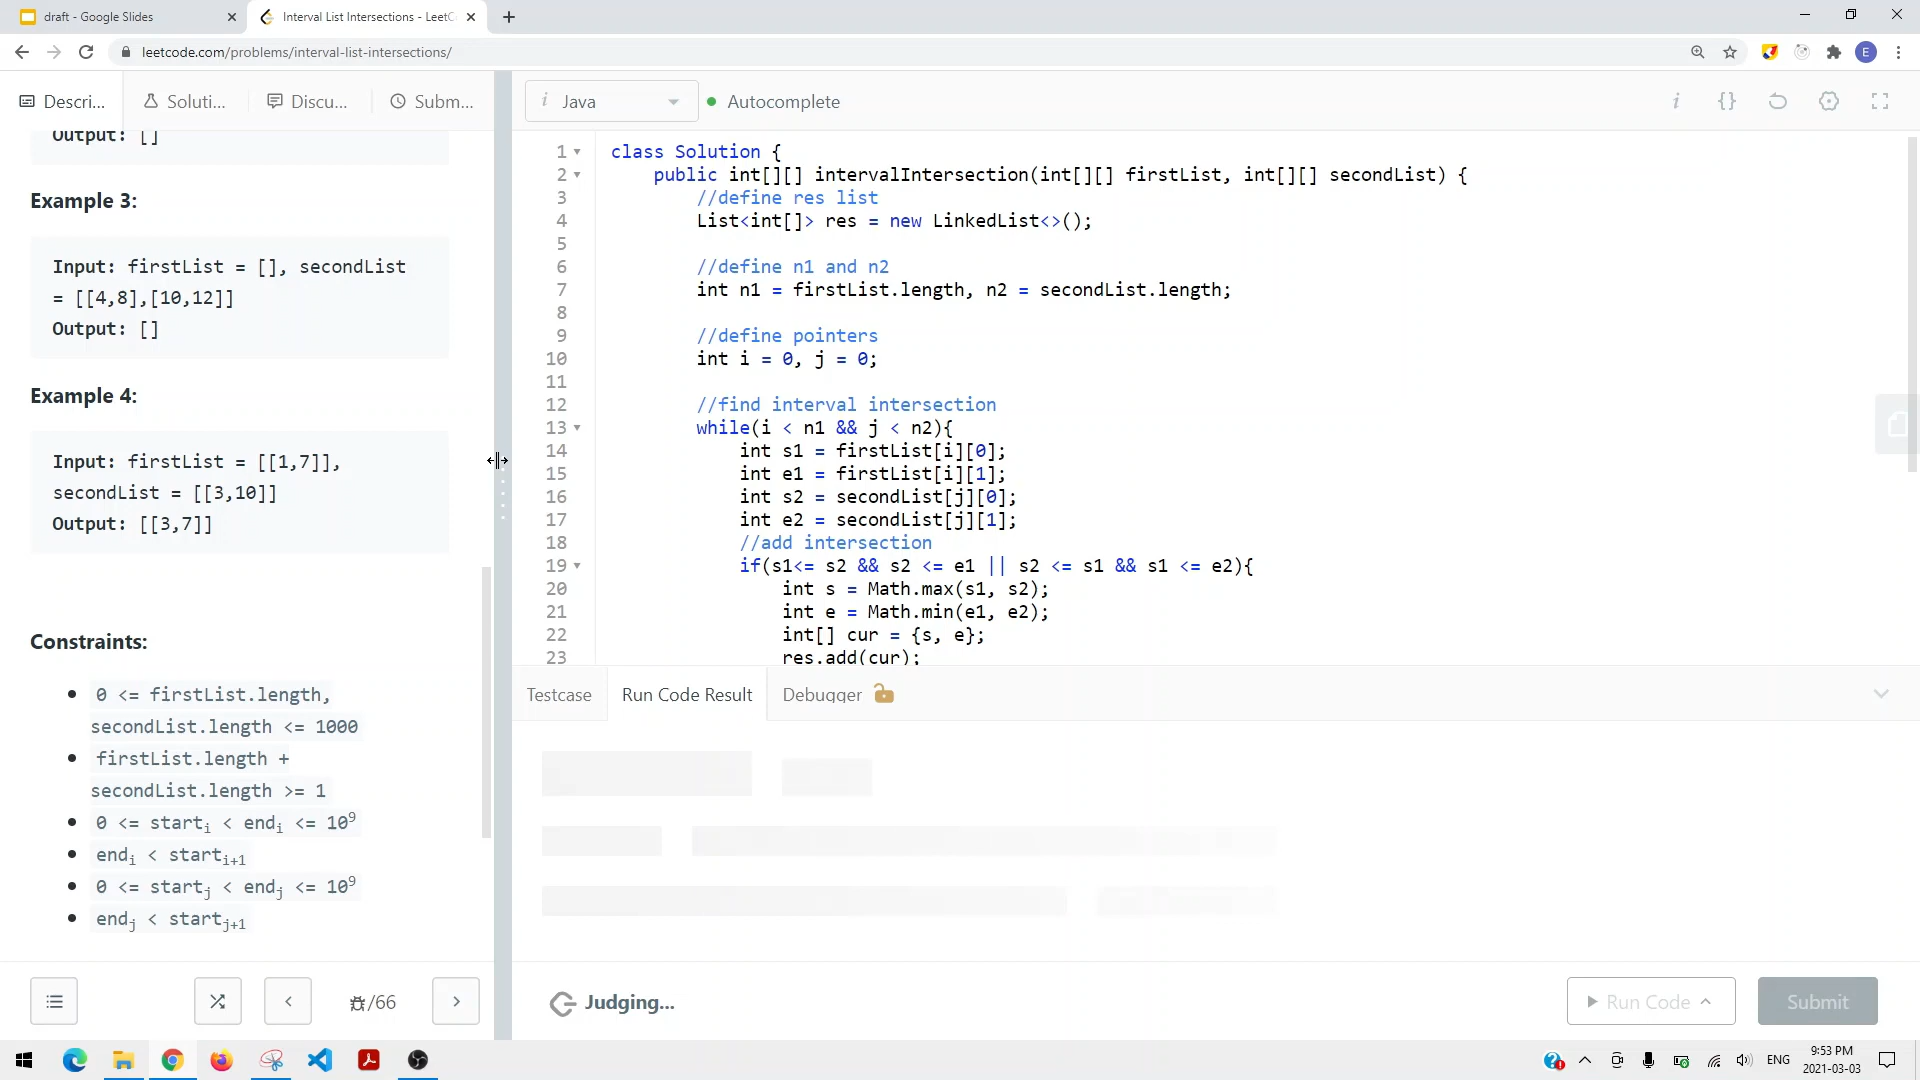 draft - Google Slides
Interval List Intersections - LeetC
leetcode.com/problems/interval-list-intersections/
E
Descri...
Soluti...
Discu...
Subm...
Output: []
Example 3:
Input: firstList = [], secondList
= [[4,8],[10,12]]
Output: []
Example 4:
Input: firstList = [[1,7]],
secondList = [[3,10]]
Output: [[3,7]]
Constraints:
0 <= firstList.length,
secondList.length <= 1000
firstList.length +
secondList.length >= 1
0 <= starti < endi <= 10^9
endi < starti+1
0 <= startj < endj <= 10^9
endj < startj+1
/66
i Java
Autocomplete
i {}
1 class Solution {
2 public int[][] intervalIntersection(int[][] firstList, int[][] secondList) {
3 //define res list
4 List<int[]> res = new LinkedList<>();
5
6 //define n1 and n2
7 int n1 = firstList.length, n2 = secondList.length;
8
9 //define pointers
10 int i = 0, j = 0;
11
12 //find interval intersection
13 while(i < n1 && j < n2){
14 int s1 = firstList[i][0];
15 int e1 = firstList[i][1];
16 int s2 = secondList[j][0];
17 int e2 = secondList[j][1];
18 //add intersection
19 if(s1<= s2 && s2 <= e1 || s2 <= s1 && s1 <= e2){
20 int s = Math.max(s1, s2);
21 int e = Math.min(e1, e2);
22 int[] cur = {s, e};
23 res.add(cur);
Testcase
Run Code Result
Debugger
Judging...
Run Code
Submit
ENG
9:53 PM
2021-03-03